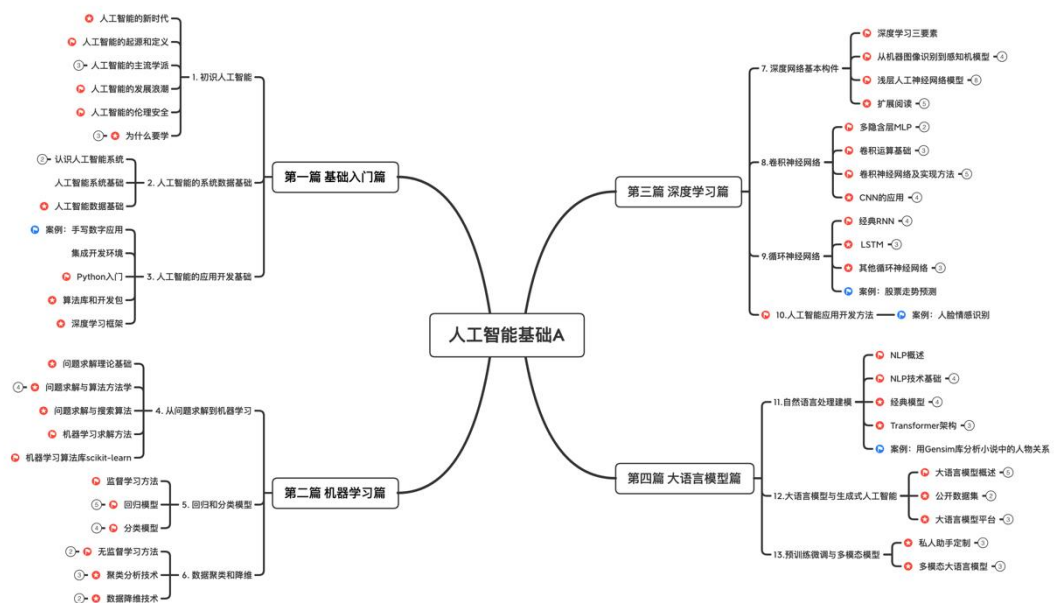 人工智能基础A
第一篇 基础入门篇
1. 初识人工智能
人工智能的新时代
人工智能的起源和定义
3 人工智能的主流学派
人工智能的发展浪潮
人工智能的伦理安全
3 为什么要学
2. 人工智能的系统数据基础
2 认识人工智能系统
人工智能系统基础
人工智能数据基础
3. 人工智能的应用开发基础
案例：手写数字应用
集成开发环境
Python入门
算法库和开发包
深度学习框架
第二篇 机器学习篇
4. 从问题求解到机器学习
问题求解理论基础
4 问题求解与算法方法学
问题求解与搜索算法
机器学习求解方法
机器学习算法库scikit-learn
5. 回归和分类模型
监督学习方法
5 回归模型
4 分类模型
6. 数据聚类和降维
2 无监督学习方法
3 聚类分析技术
2 数据降维技术
第三篇 深度学习篇
7. 深度网络基本构件
深度学习三要素
从机器图像识别到感知机模型 4
浅层人工神经网络模型 8
扩展阅读 5
8.卷积神经网络
多隐含层MLP 2
卷积运算基础 3
卷积神经网络及实现方法 5
CNN的应用 4
9.循环神经网络
经典RNN 4
LSTM 3
其他循环神经网络 3
案例：股票走势预测
10.人工智能应用开发方法
案例：人脸情感识别
第四篇 大语言模型篇
11.自然语言处理建模
NLP概述
NLP技术基础 4
经典模型 4
Transformer架构 3
案例：用Gensim库分析小说中的人物关系
12.大语言模型与生成式人工智能
大语言模型概述 5
公开数据集 2
大语言模型平台 3
13.预训练微调与多模态模型
私人助手定制 3
多模态大语言模型 3